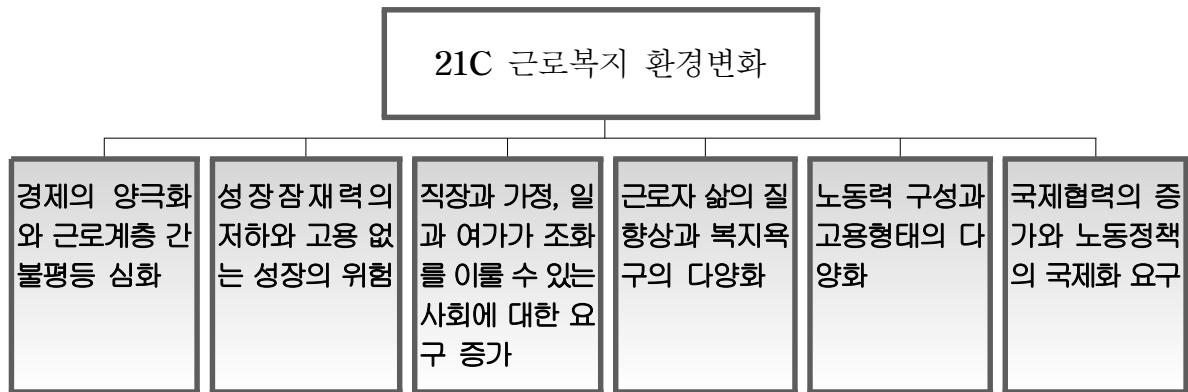 21C 근로복지 환경변화
경제의 양극화
와 근로계층 간
불평등 심화
성장잠재력의
저하와 고용 없
는 성장의 위험
직장과 가정, 일
과 여가가 조화
를 이룰 수 있는
사회에 대한 요
구 증가
근로자 삶의 질
향상과 복지욕
구의 다양화
노동력 구성과
고용형태의 다
양화
국제협력의 증
가와 노동정책
의 국제화 요구